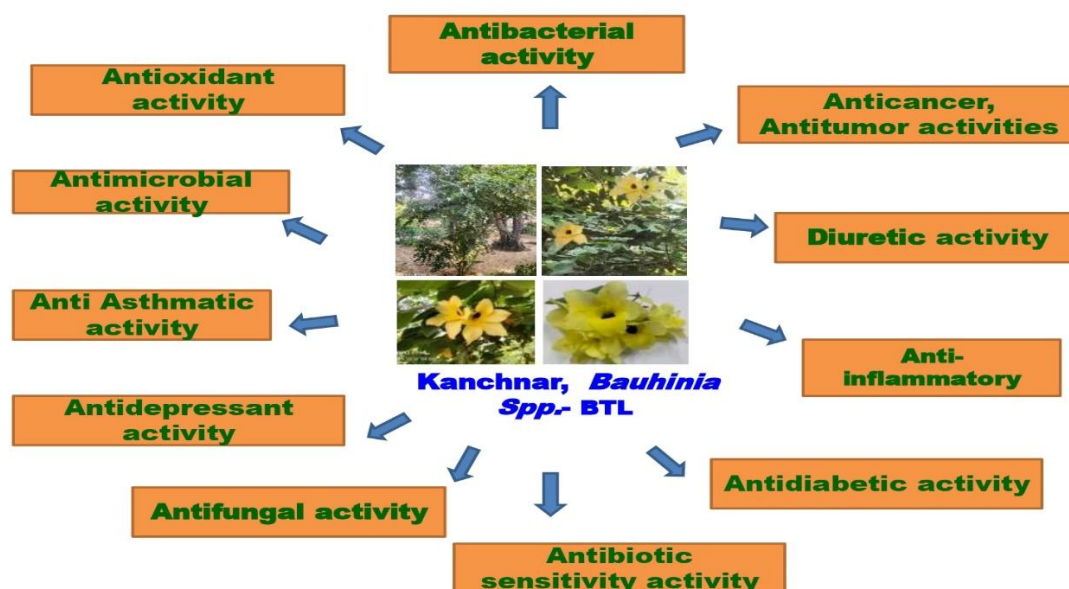 Antibacterial
activity
Antioxidant
activity
Anticancer,
Antitumor activities
Antimicrobial
activity
Diuretic activity
Anti Asthmatic
activity
Anti-
inflammatory
Kanchnar, Bauhinia
Spp.- BTL
Antidepressant
activity
Antidiabetic activity
Antifungal activity
Antibiotic
sensitivity activity